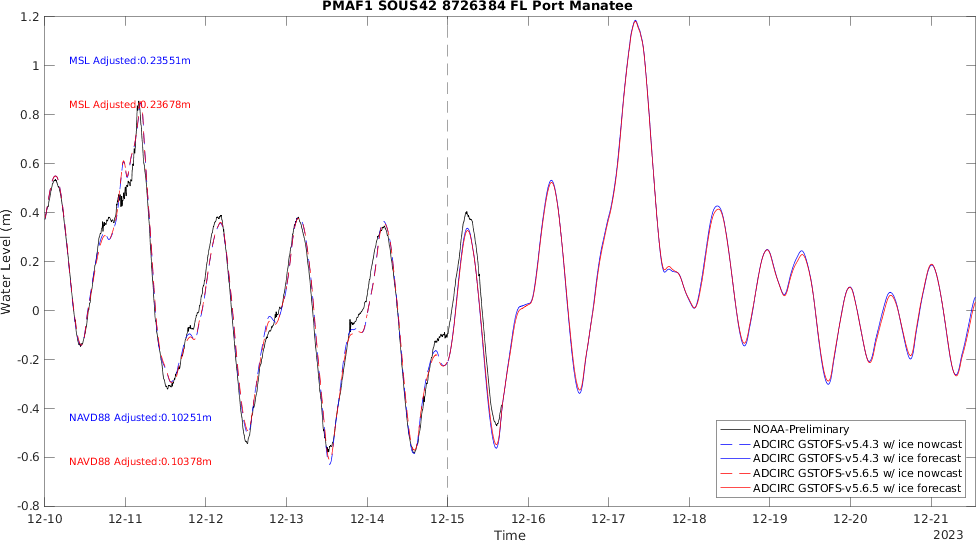 PMAF1 SOUS42 8726384 FL Port Manatee
1.2
1
0.8
0.6
0.4
0.2
0
-0.2
-0.4
-0.6
-0.8
Water Level (m)
MSL Adjusted:0.23551m
MSL Adjusted:0.23678m
NAVD88 Adjusted:0.10251m
NAVD88 Adjusted:0.10378m
NOAA-Preliminary
ADCIRC GSTOFS-v5.4.3 w/ ice nowcast
ADCIRC GSTOFS-v5.4.3 w/ ice forecast
ADCIRC GSTOFS-v5.6.5 w/ ice nowcast
ADCIRC GSTOFS-v5.6.5 w/ ice forecast
12-10 12-11 12-12 12-13 12-14 12-15 12-16 12-17 12-18 12-19 12-20 12-21
Time
2023